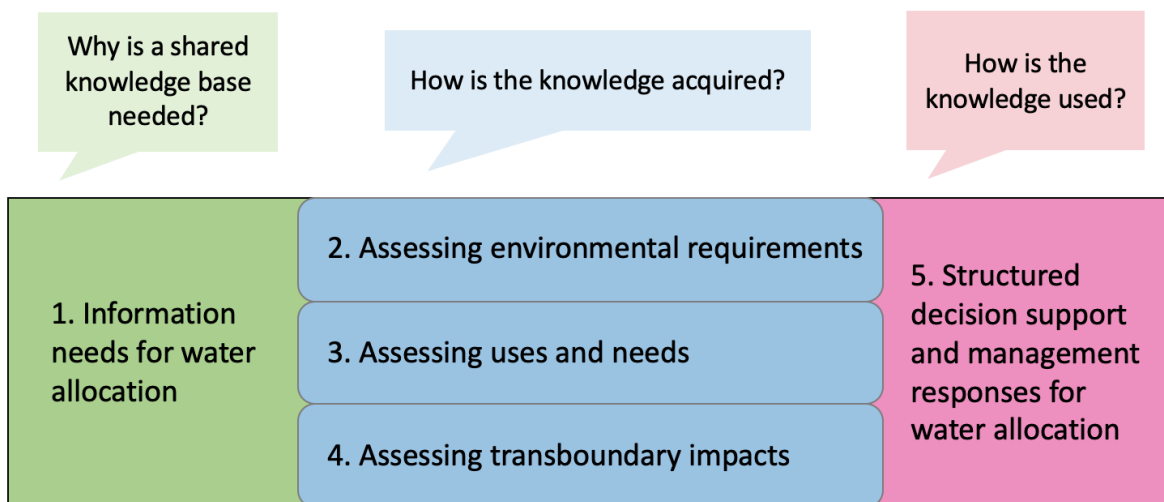 Why is a shared
knowledge base
needed?
How is the knowledge acquired?
How is the
knowledge used?
1. Information
needs for water
allocation
2. Assessing environmental requirements
3. Assessing uses and needs
4. Assessing transboundary impacts
5. Structured
decision support
and management
responses for
water allocation